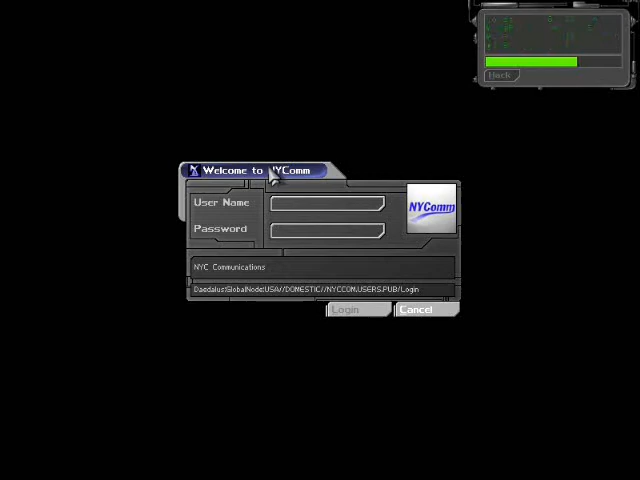 Hack
Welcome to NYComm
User Name
Password
NYComm
NYC Communications
Daedalus:GlobalNode:USA//DOMESTIC//NYCCOM.USERS.PUB/Login
Login
Cancel